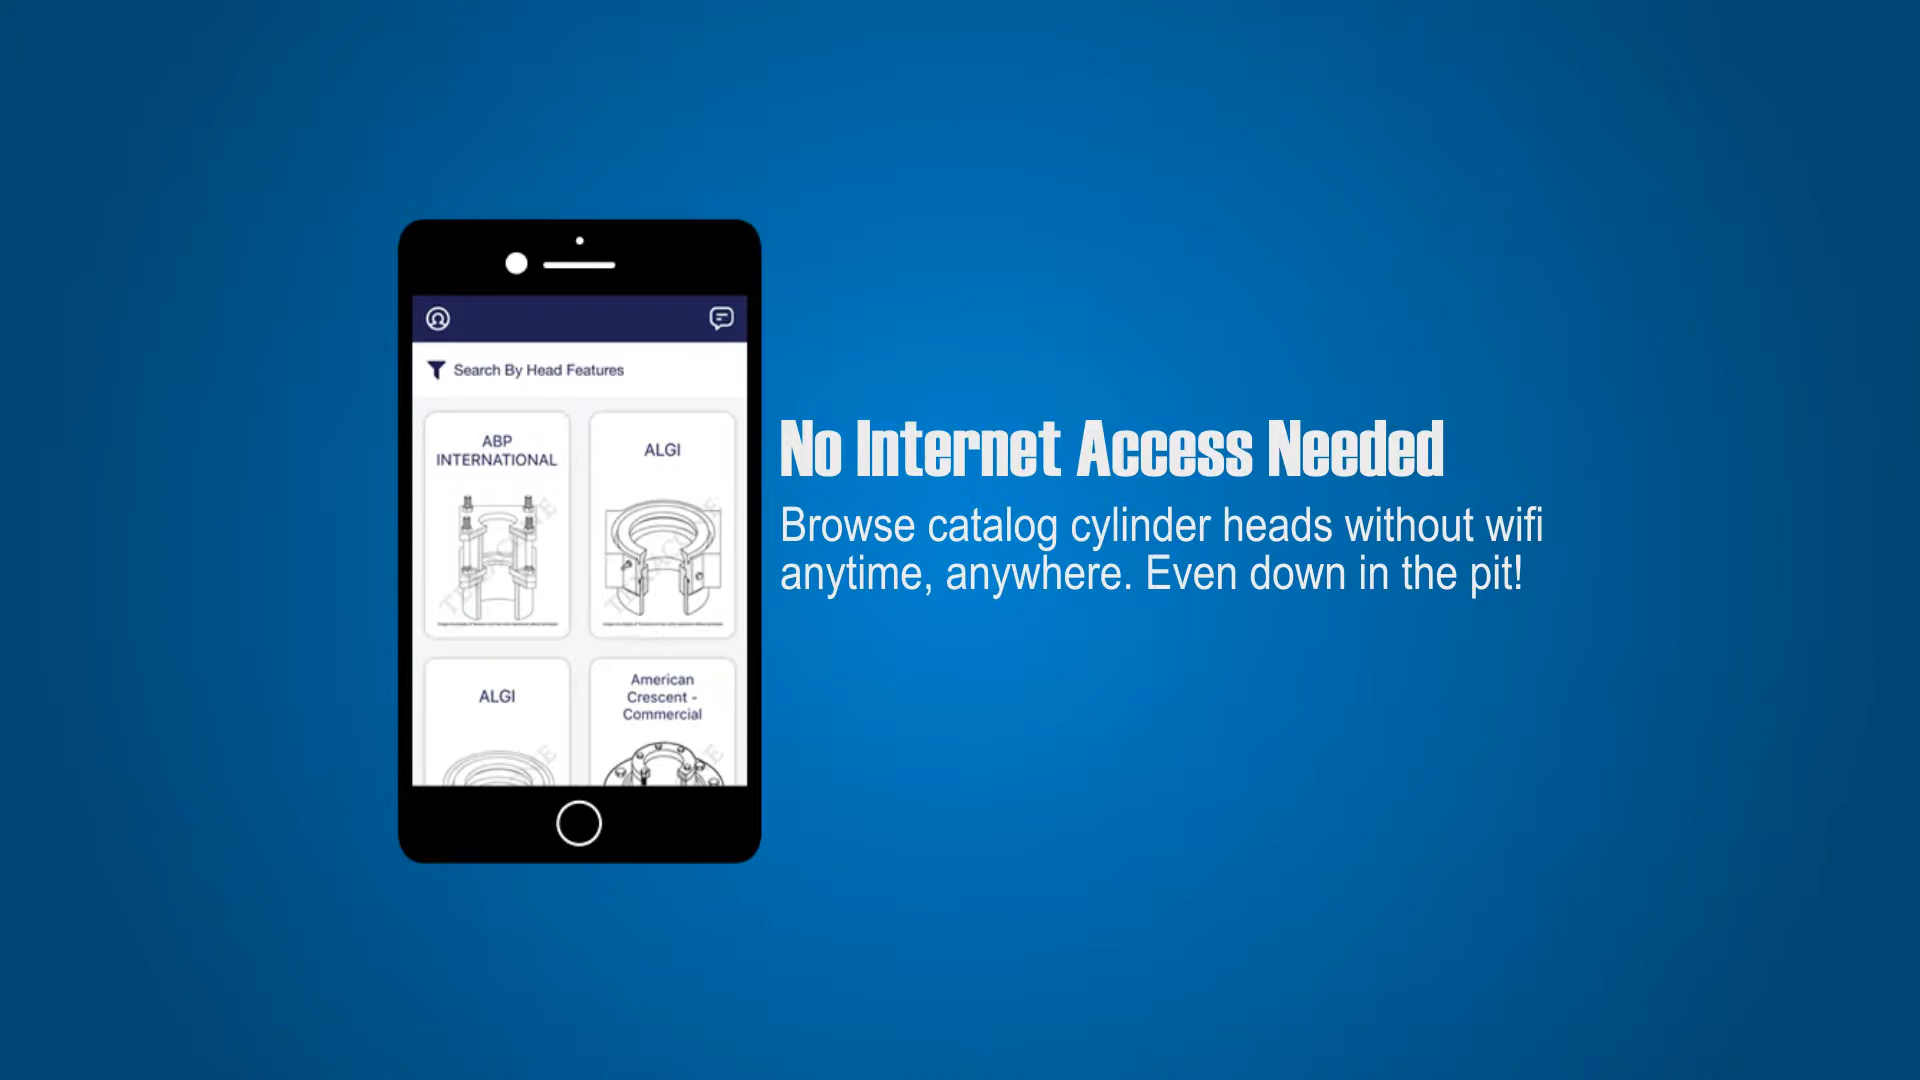 Search By Head Features
ABP
INTERNATIONAL
ALGI
ALGI
American
Crescent -
Commercial
No Internet Access Needed
Browse catalog cylinder heads without wifi
anytime, anywhere. Even down in the pit!